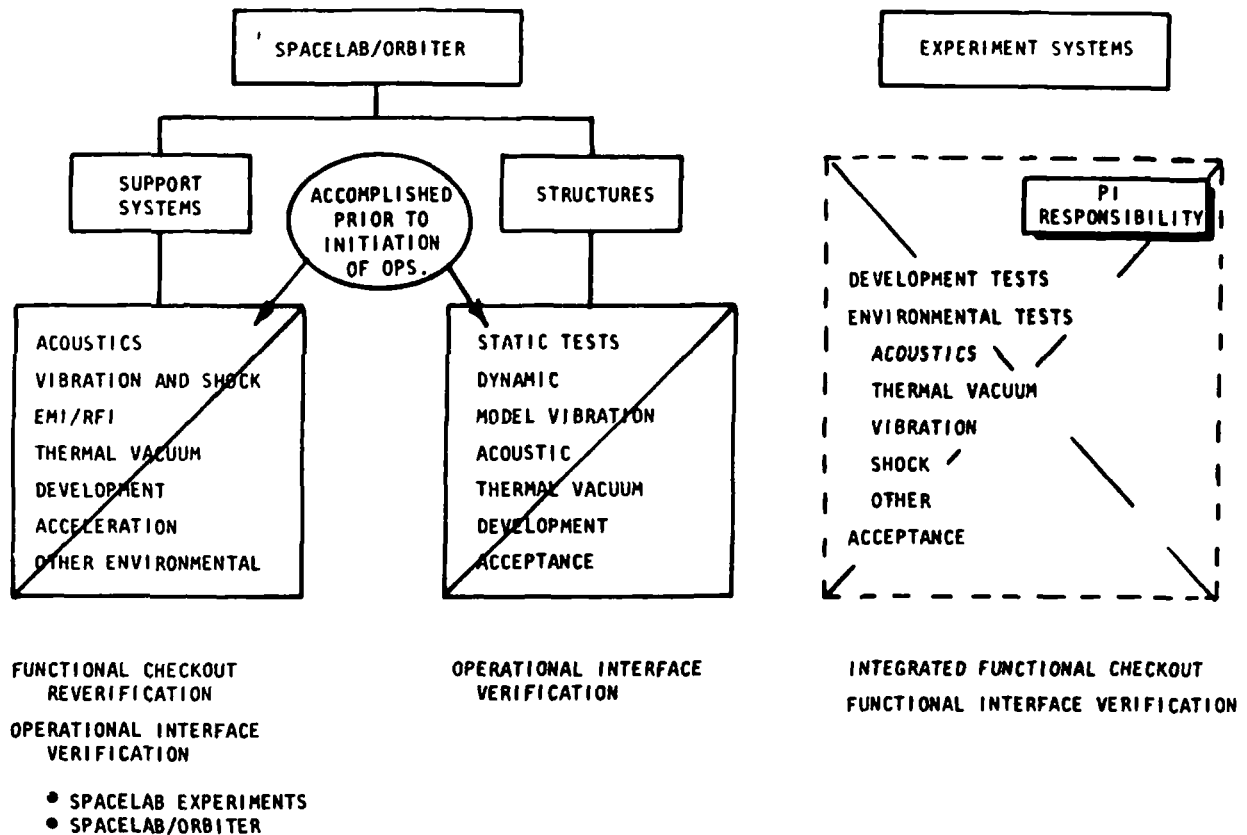 SPACELAB/ORBITER
EXPERIMENT SYSTEMS
SUPPORT
SYSTEMS
ACCOMPLISHED
PRIOR TO
INITIATION
OF OPS.
STRUCTURES
PI
RESPONSIBILITY
ACOUSTICS
VIBRATION AND SHOCK
EMI/RFI
THERMAL VACUUM
DEVELOPMENT
ACCELERATION
OTHER ENVIRONMENTAL
STATIC TESTS
DYNAMIC
MODEL VIBRATION
ACOUSTIC
THERMAL VACUUM
DEVELOPMENT
ACCEPTANCE
DEVELOPMENT TESTS
ENVIRONMENTAL TESTS
ACOUSTICS
THERMAL VACUUM
VIBRATION
SHOCK
OTHER
ACCEPTANCE
FUNCTIONAL CHECKOUT
REVERIFICATION
OPERATIONAL INTERFACE
VERIFICATION
• SPACELAB EXPERIMENTS
• SPACELAB/ORBITER
OPERATIONAL INTERFACE
VERIFICATION
INTEGRATED FUNCTIONAL CHECKOUT
FUNCTIONAL INTERFACE VERIFICATION